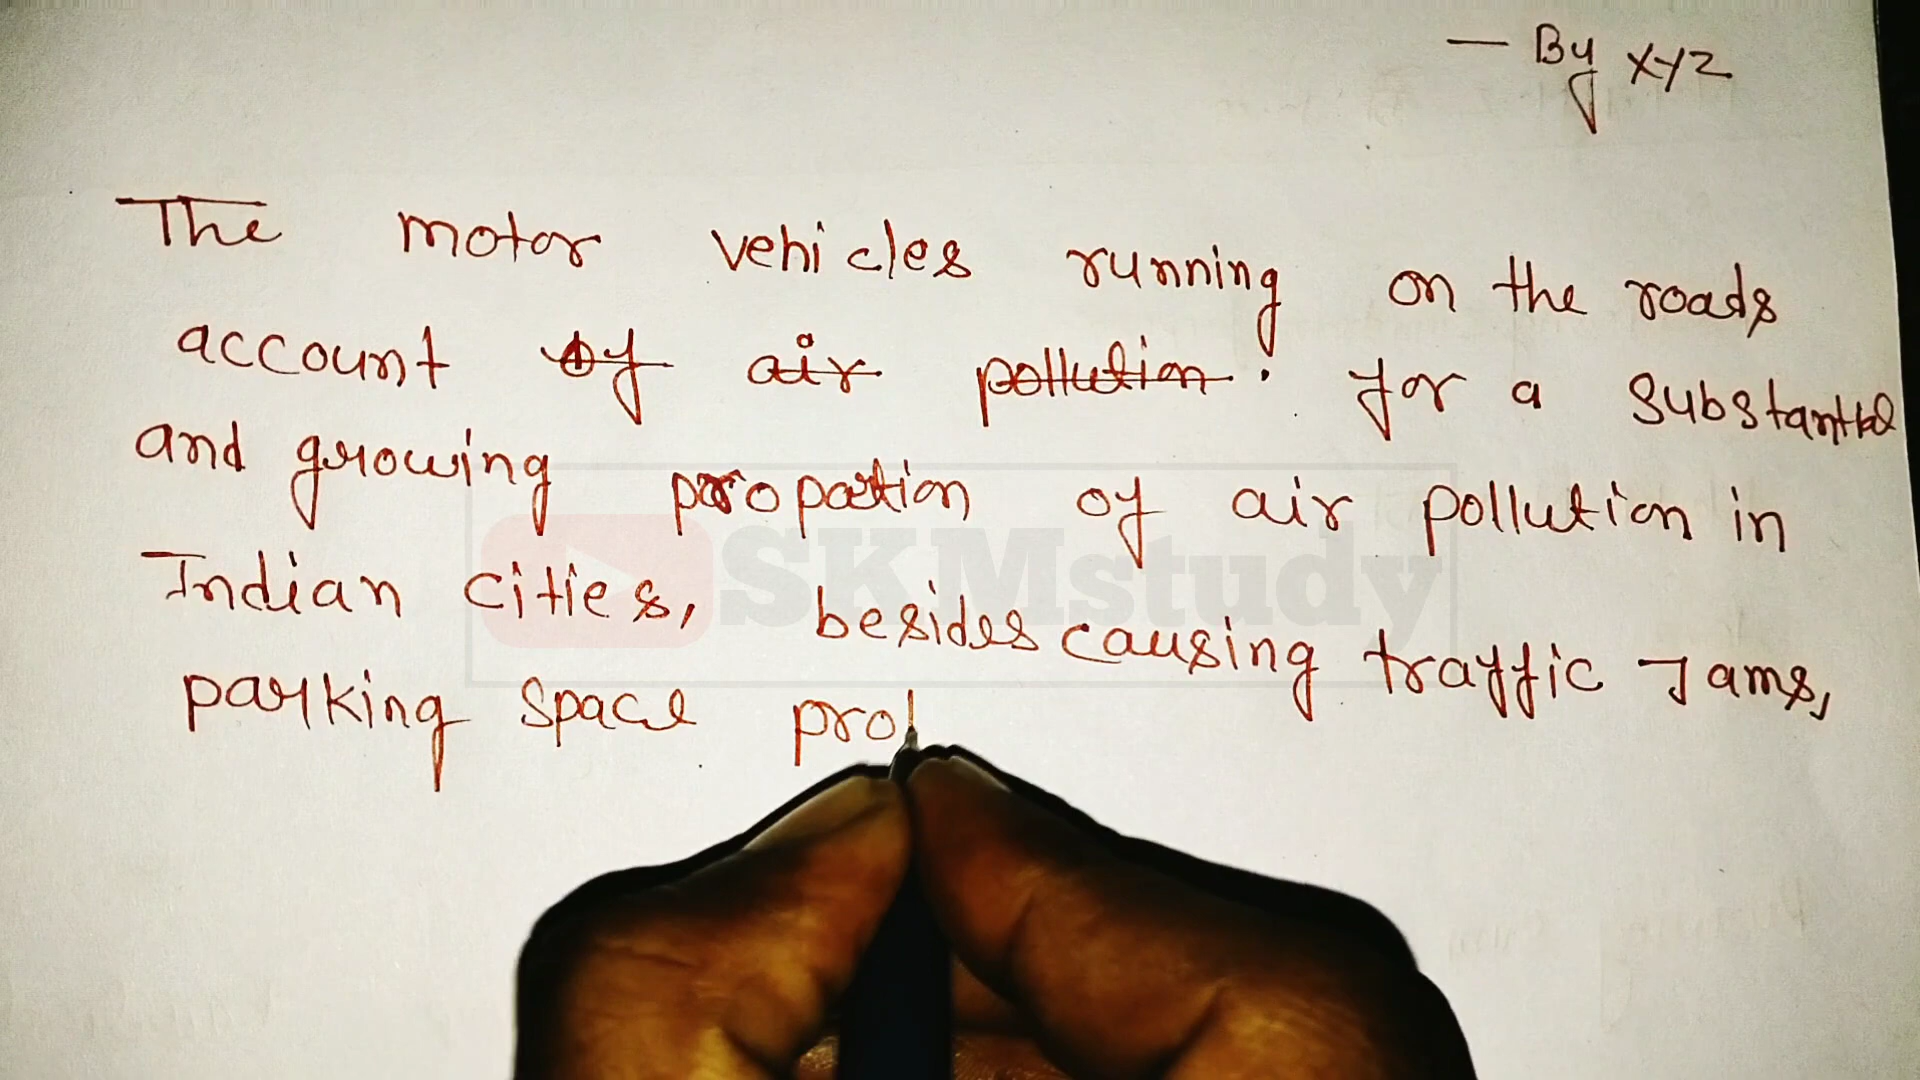 — By XYZ
The motor vehicles running on the roads
account of air pollution. for a substantial
and growing propotion of air pollution in
Indian cities, besides causing traffic Jams,
parking space pro
SKMstudy